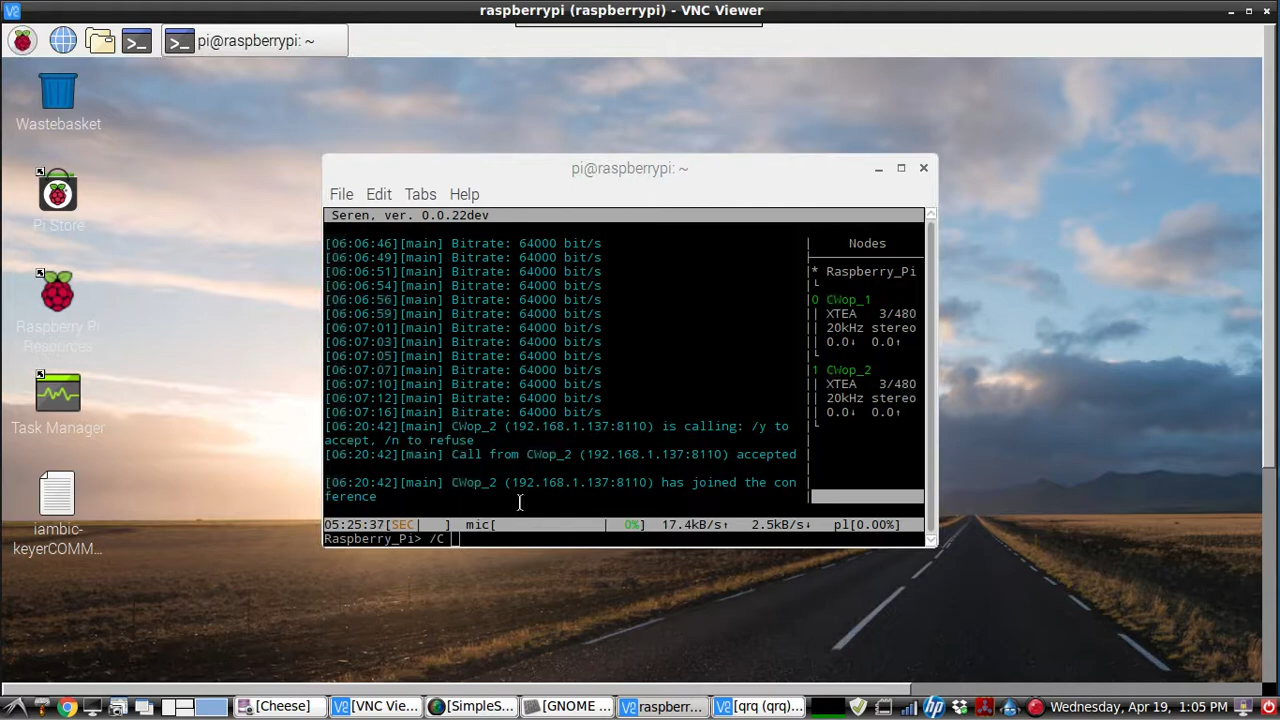 raspberrypi (raspberrypi) - VNC Viewer
pi@raspberrypi: ~
Wastebasket
Pi Store
Raspberry Pi
Resources
Task Manager
iambic-
keyerCOMM...
pi@raspberrypi: ~
File Edit Tabs Help
Seren, ver. 0.0.22dev
[06:06:46][main] Bitrate: 64000 bit/s
[06:06:49][main] Bitrate: 64000 bit/s
[06:06:51][main] Bitrate: 64000 bit/s
[06:06:54][main] Bitrate: 64000 bit/s
[06:06:56][main] Bitrate: 64000 bit/s
[06:06:59][main] Bitrate: 64000 bit/s
[06:07:01][main] Bitrate: 64000 bit/s
[06:07:03][main] Bitrate: 64000 bit/s
[06:07:05][main] Bitrate: 64000 bit/s
[06:07:07][main] Bitrate: 64000 bit/s
[06:07:10][main] Bitrate: 64000 bit/s
[06:07:12][main] Bitrate: 64000 bit/s
[06:07:16][main] Bitrate: 64000 bit/s
[06:20:42][main] CWop_2 (192.168.1.137:8110) is calling: /y to
accept, /n to refuse
[06:20:42][main] Call from CWop_2 (192.168.1.137:8110) accepted
[06:20:42][main] CWop_2 (192.168.1.137:8110) has joined the con
ference
Nodes
* Raspberry_Pi
0 CWop_1
XTEA 3/480
20kHz stereo
0.0↓ 0.0↑
1 CWop_2
XTEA 3/480
20kHz stereo
0.0↓ 0.0↑
05:25:37[SEC|    ] mic[    | 0%] 17.4kB/s↑ 2.5kB/s↓ pl[0.00%]
Raspberry_Pi> /C
[Cheese] [VNC Vie... [SimpleS... [GNOME ... raspberr... [qrq (qrq)... Wednesday, Apr 19, 1:05 PM